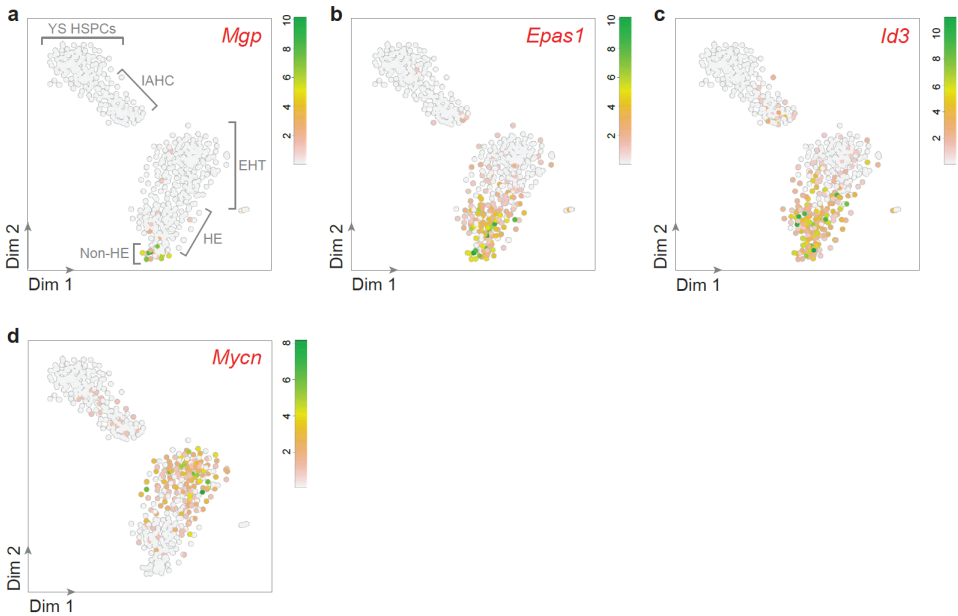 a
Mgp
YS HSPCs
IAHC
EHT
HE
Non-HE
Dim 2
Dim 1
10
8
6
4
2
b
Epas1
Dim 2
Dim 1
10
8
6
4
2
c
Id3
Dim 2
Dim 1
10
8
6
4
2
d
Mycn
Dim 2
Dim 1
8
6
4
2